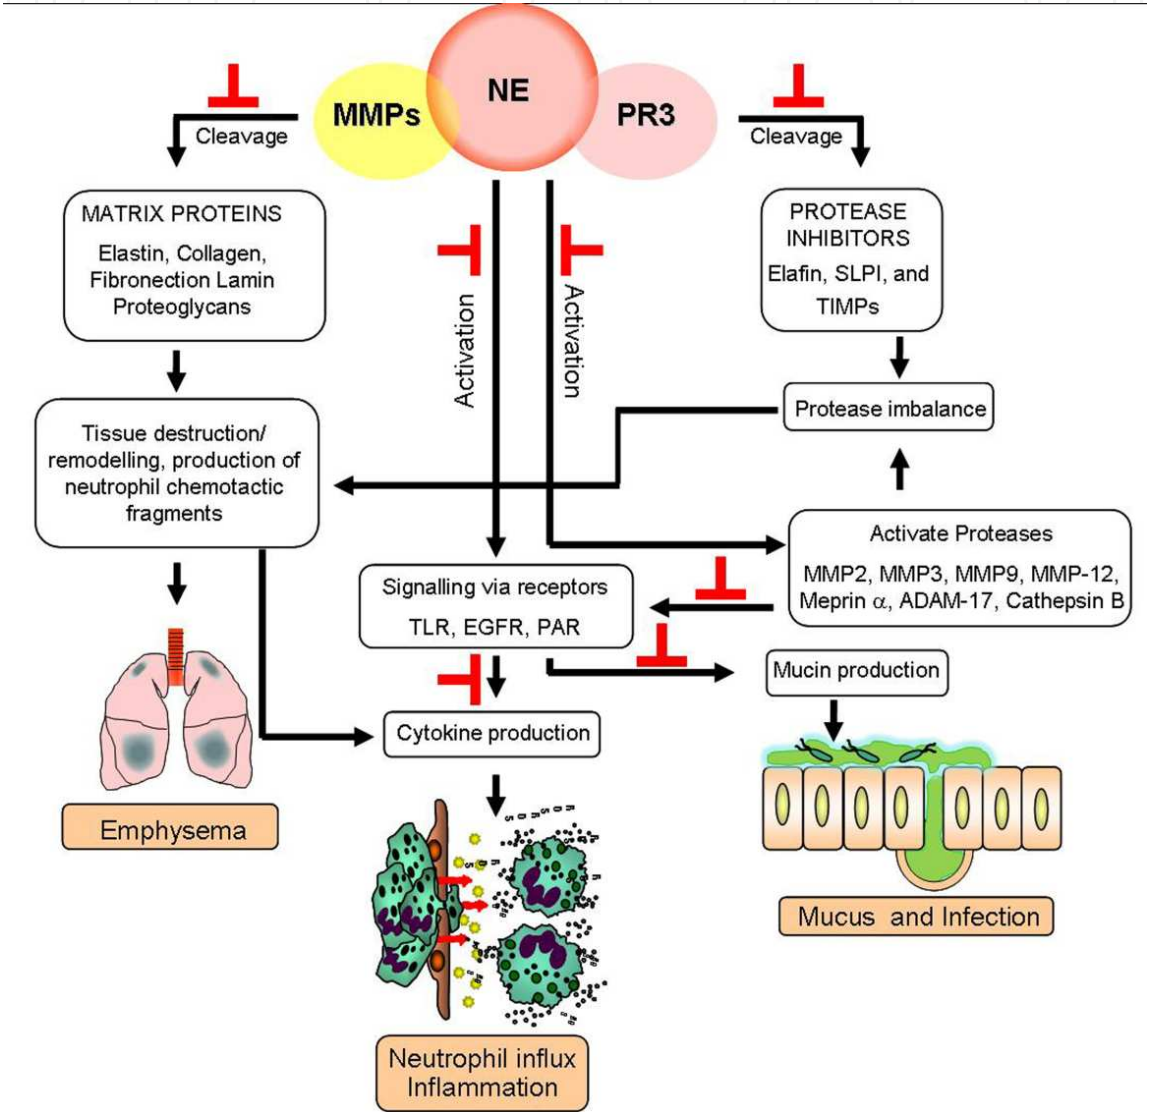 NE
MMPs
PR3
Cleavage
Cleavage
MATRIX PROTEINS
Elastin, Collagen,
Fibronection Lamin
Proteoglycans
PROTEASE
INHIBITORS
Elafin, SLPI, and
TIMPs
Activation
Activation
Protease imbalance
Tissue destruction/
remodelling, production of
neutrophil chemotactic
fragments
Activate Proteases
MMP2, MMP3, MMP9, MMP-12,
Meprin α, ADAM-17, Cathepsin B
Signalling via receptors
TLR, EGFR, PAR
Mucin production
Cytokine production
Emphysema
Mucus and Infection
Neutrophil influx
Inflammation